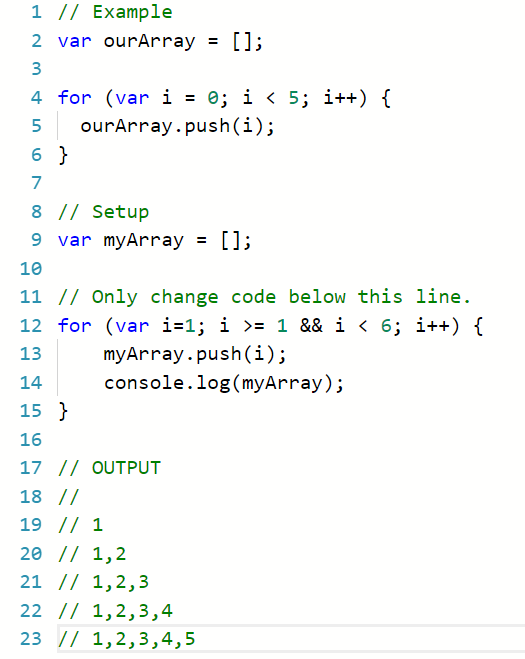 1 // Example
2 var ourArray = [];
3
4 for (var i = 0; i < 5; i++) {
5   ourArray.push(i);
6 }
7
8 // Setup
9 var myArray = [];
10
11 // Only change code below this line.
12 for (var i=1; i >= 1 && i < 6; i++) {
13     myArray.push(i);
14     console.log(myArray);
15 }
16
17 // OUTPUT
18 //
19 // 1
20 // 1,2
21 // 1,2,3
22 // 1,2,3,4
23 // 1,2,3,4,5